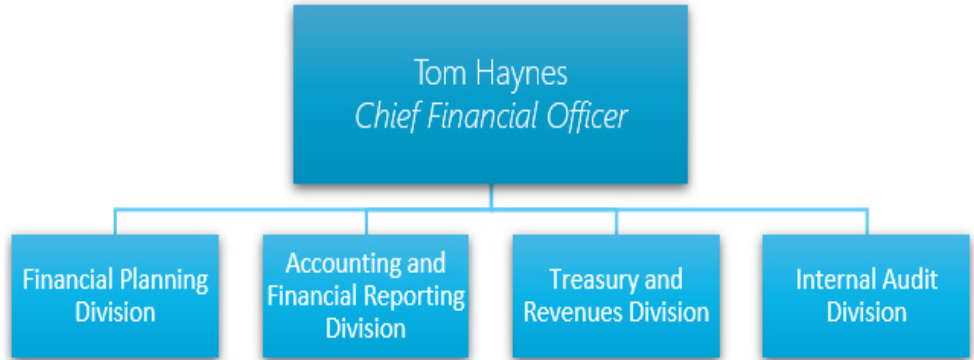 Tom Haynes
Chief Financial Officer
Financial Planning
Division
Accounting and
Financial Reporting
Division
Treasury and
Revenues Division
Internal Audit
Division